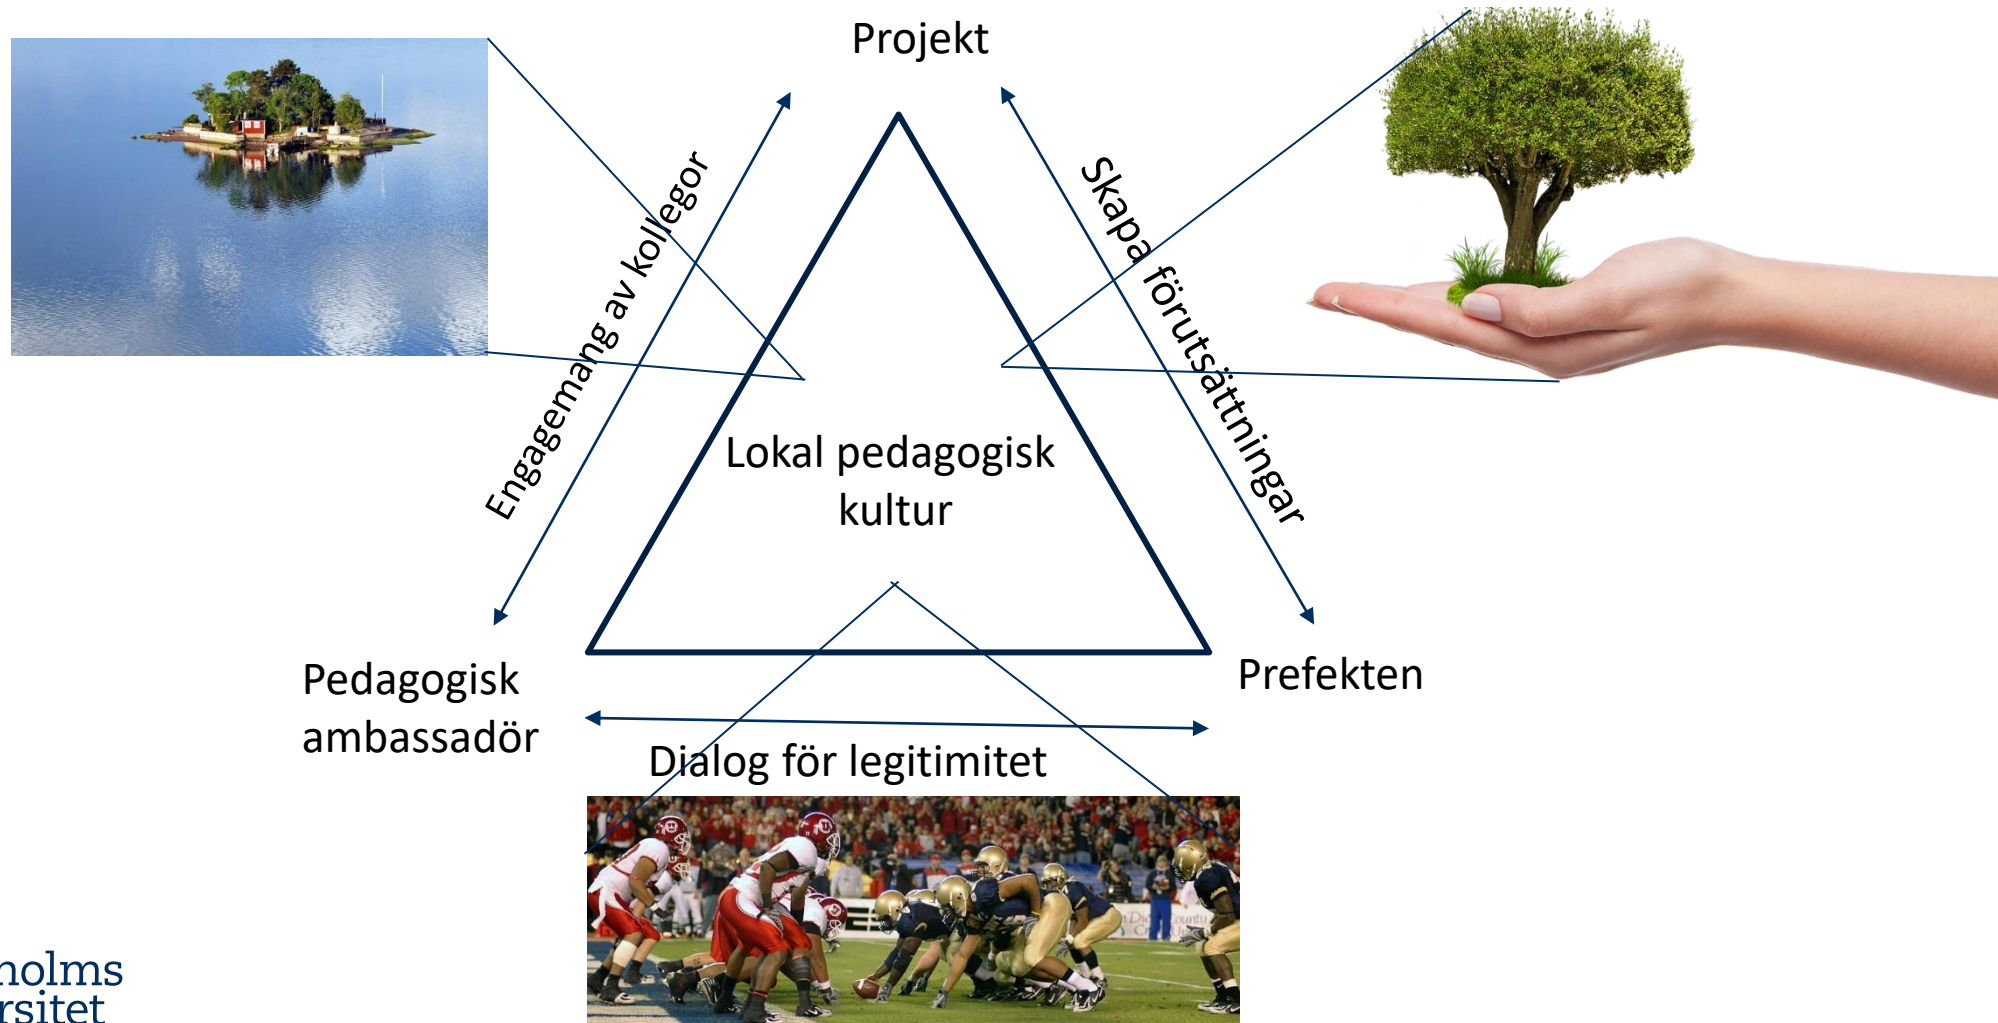 Projekt
Engagemang av kollegor
Skapa förutsättningar
Lokal pedagogisk
kultur
Pedagogisk
ambassadör
Prefekten
Dialog för legitimitet
holms
rsitet